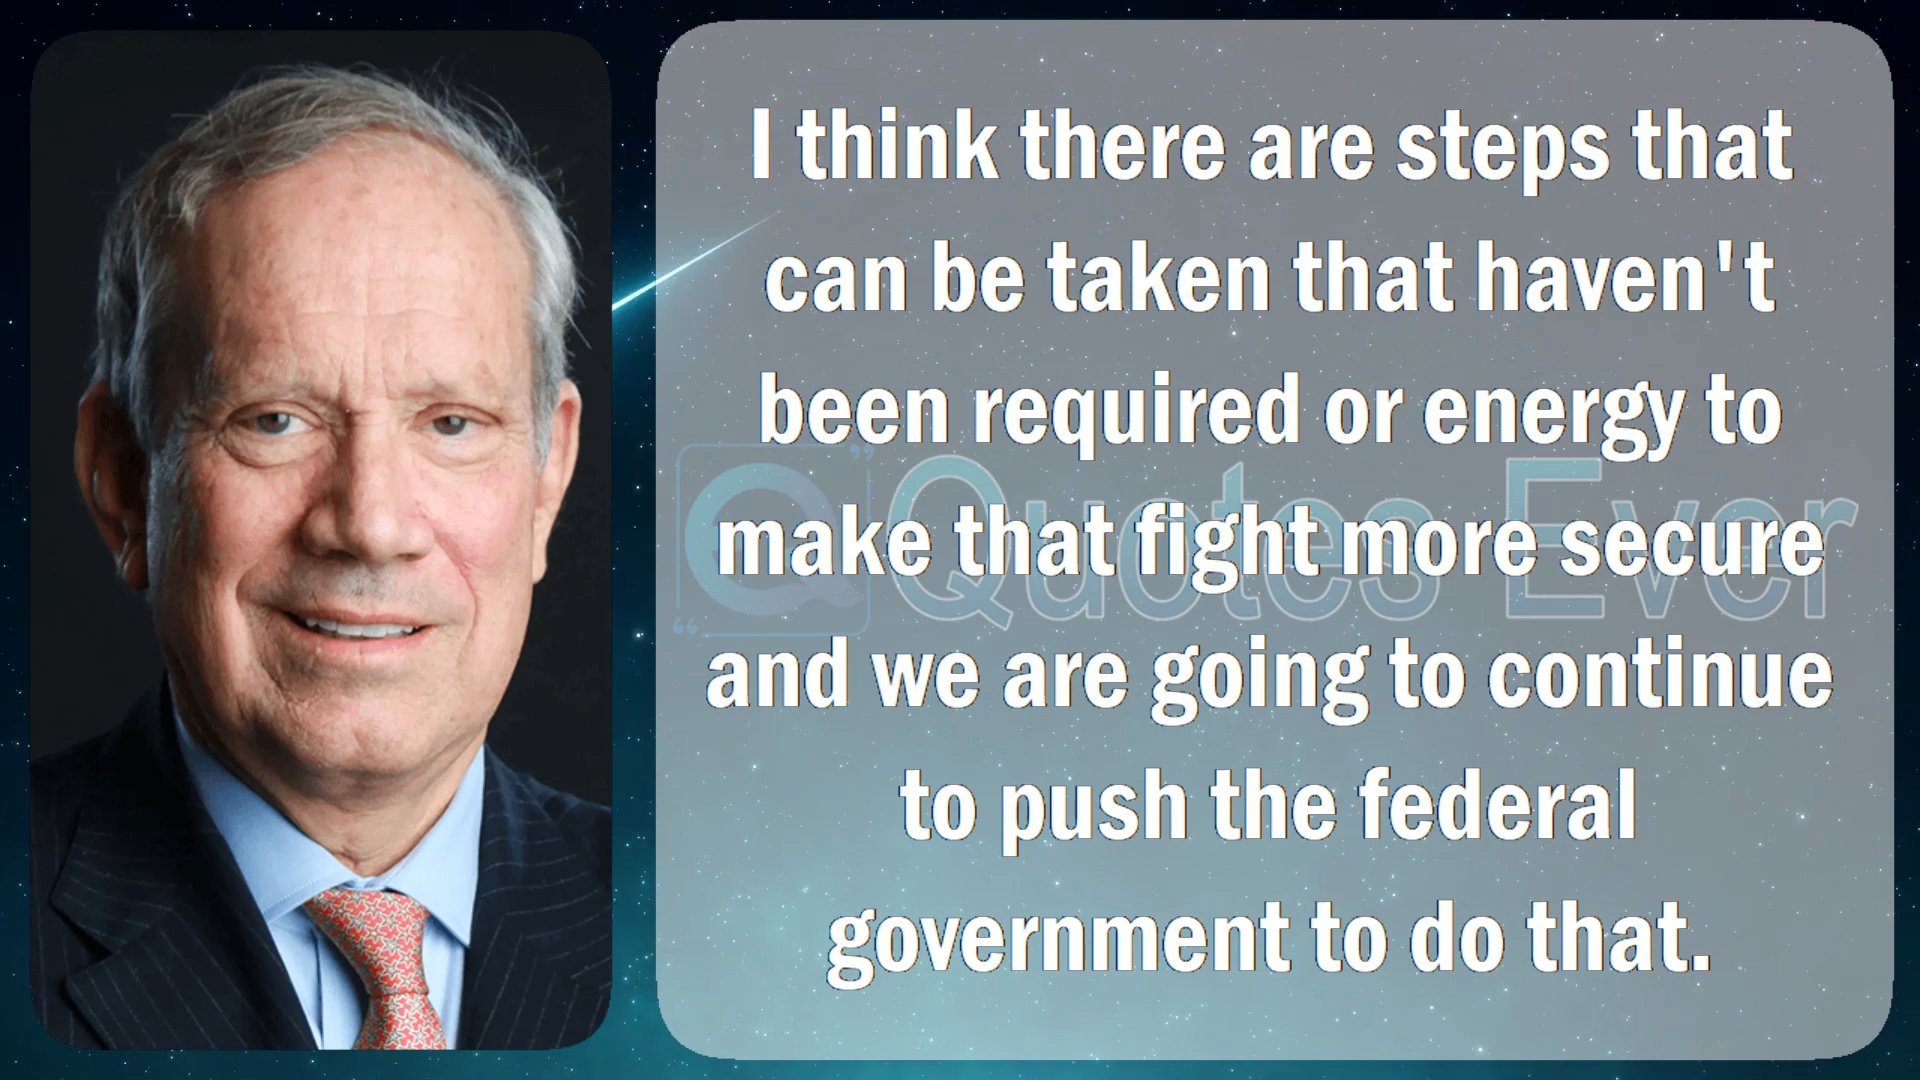 I think there are steps that
can be taken that haven't
been required or energy to
make that fight more secure
and we are going to continue
to push the federal
government to do that.
Quotes Ever